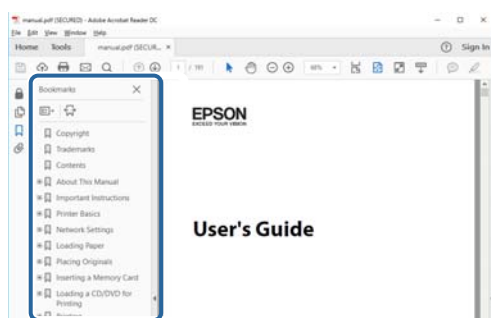 manual.pdf (SECURED) - Adobe Acrobat Reader DC
File Edit View Window Help
Home Tools manual.pdf (SECUR... × Sign In
Bookmarks
Copyright
Trademarks
Contents
About This Manual
Important Instructions
Printer Basics
Network Settings
Loading Paper
Placing Originals
Inserting a Memory Card
Loading a CD/DVD for
Printing
EPSON
EXCEED YOUR VISION
User's Guide